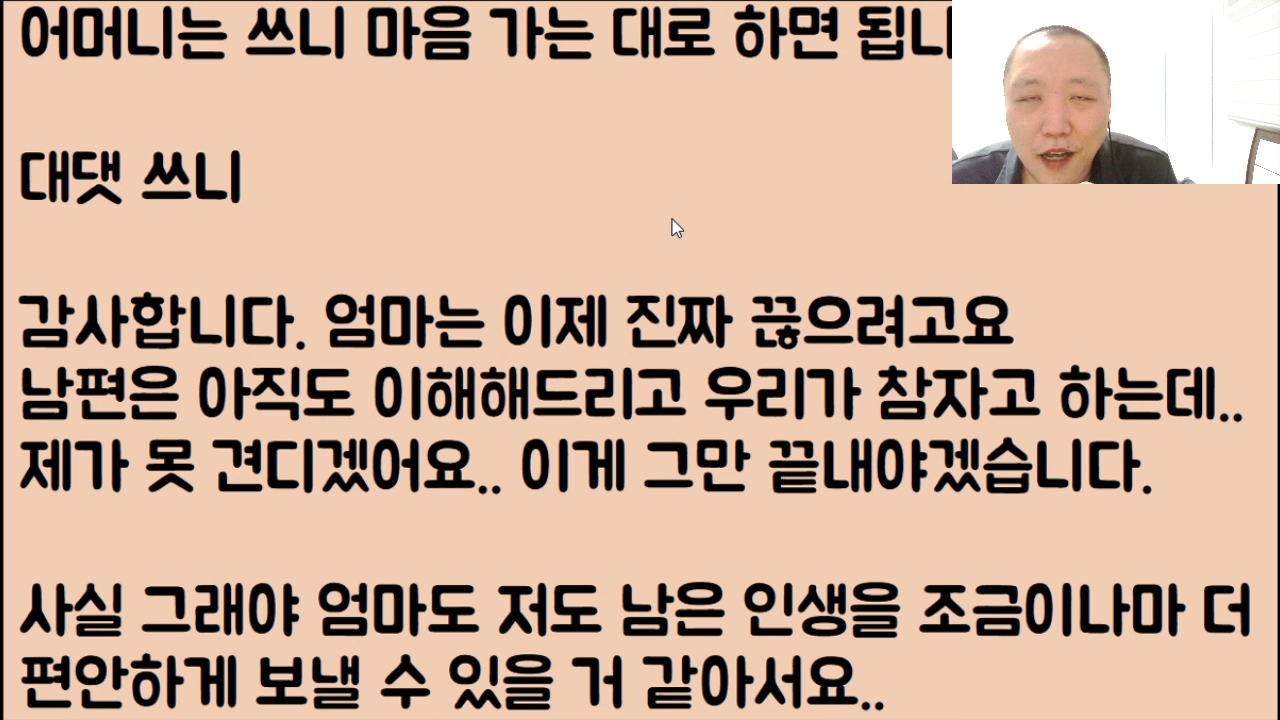 어머니는 쓰니 마음 가는 대로 하면
대댓 쓰니
감사합니다. 엄마는 이제 진짜 끊으려고요
남편은 아직도 이해해드리고 우리가 참자고 하는데..
제가 못 견디겠어요.. 이게 그만 끝내야겠습니다.
사실 그래야 엄마도 저도 남은 인생을 조금이나마 더
편안하게 보낼 수 있을 거 같아서요..